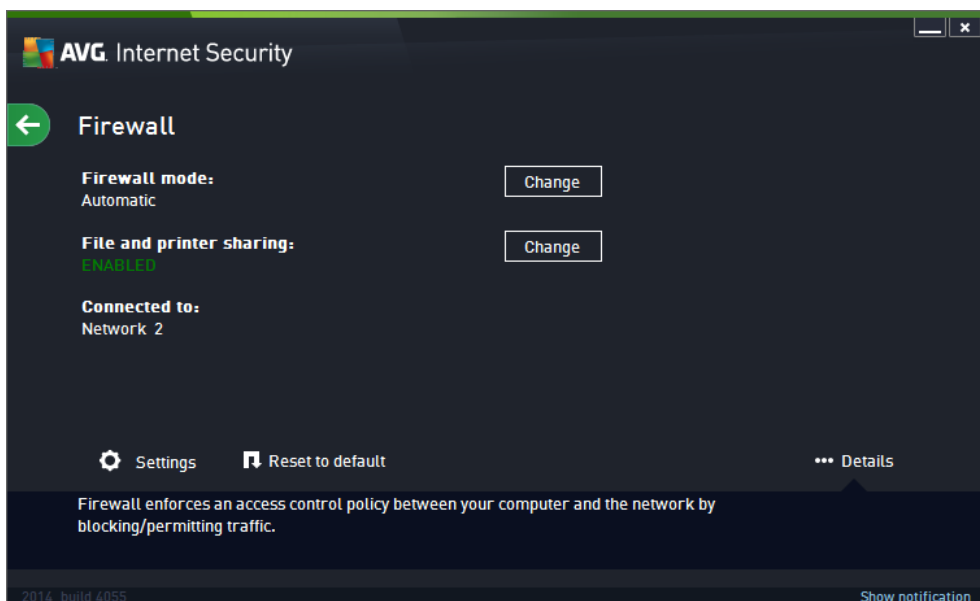 AVG. Internet Security
Firewall
Firewall mode:
Automatic
Change
File and printer sharing:
ENABLED
Change
Connected to:
Network 2
Settings
Reset to default
Details
Firewall enforces an access control policy between your computer and the network by
blocking/permitting traffic.
2014 build 4055
Show notification